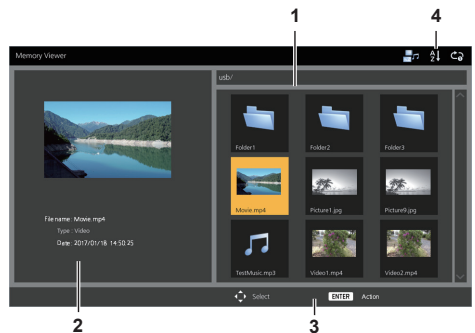 1
4
Memory Viewer
A
Z
usb/
Folder1
Folder2
Folder3
Movie.mp4
Picture1.jpg
Picture9.jpg
File name : Movie. mp4
Type : Video
Date : 2017/01/18 14:50:25
TestMusic.mp3
Video1.mp4
Video2.mp4
Select
ENTER
Action
2
3